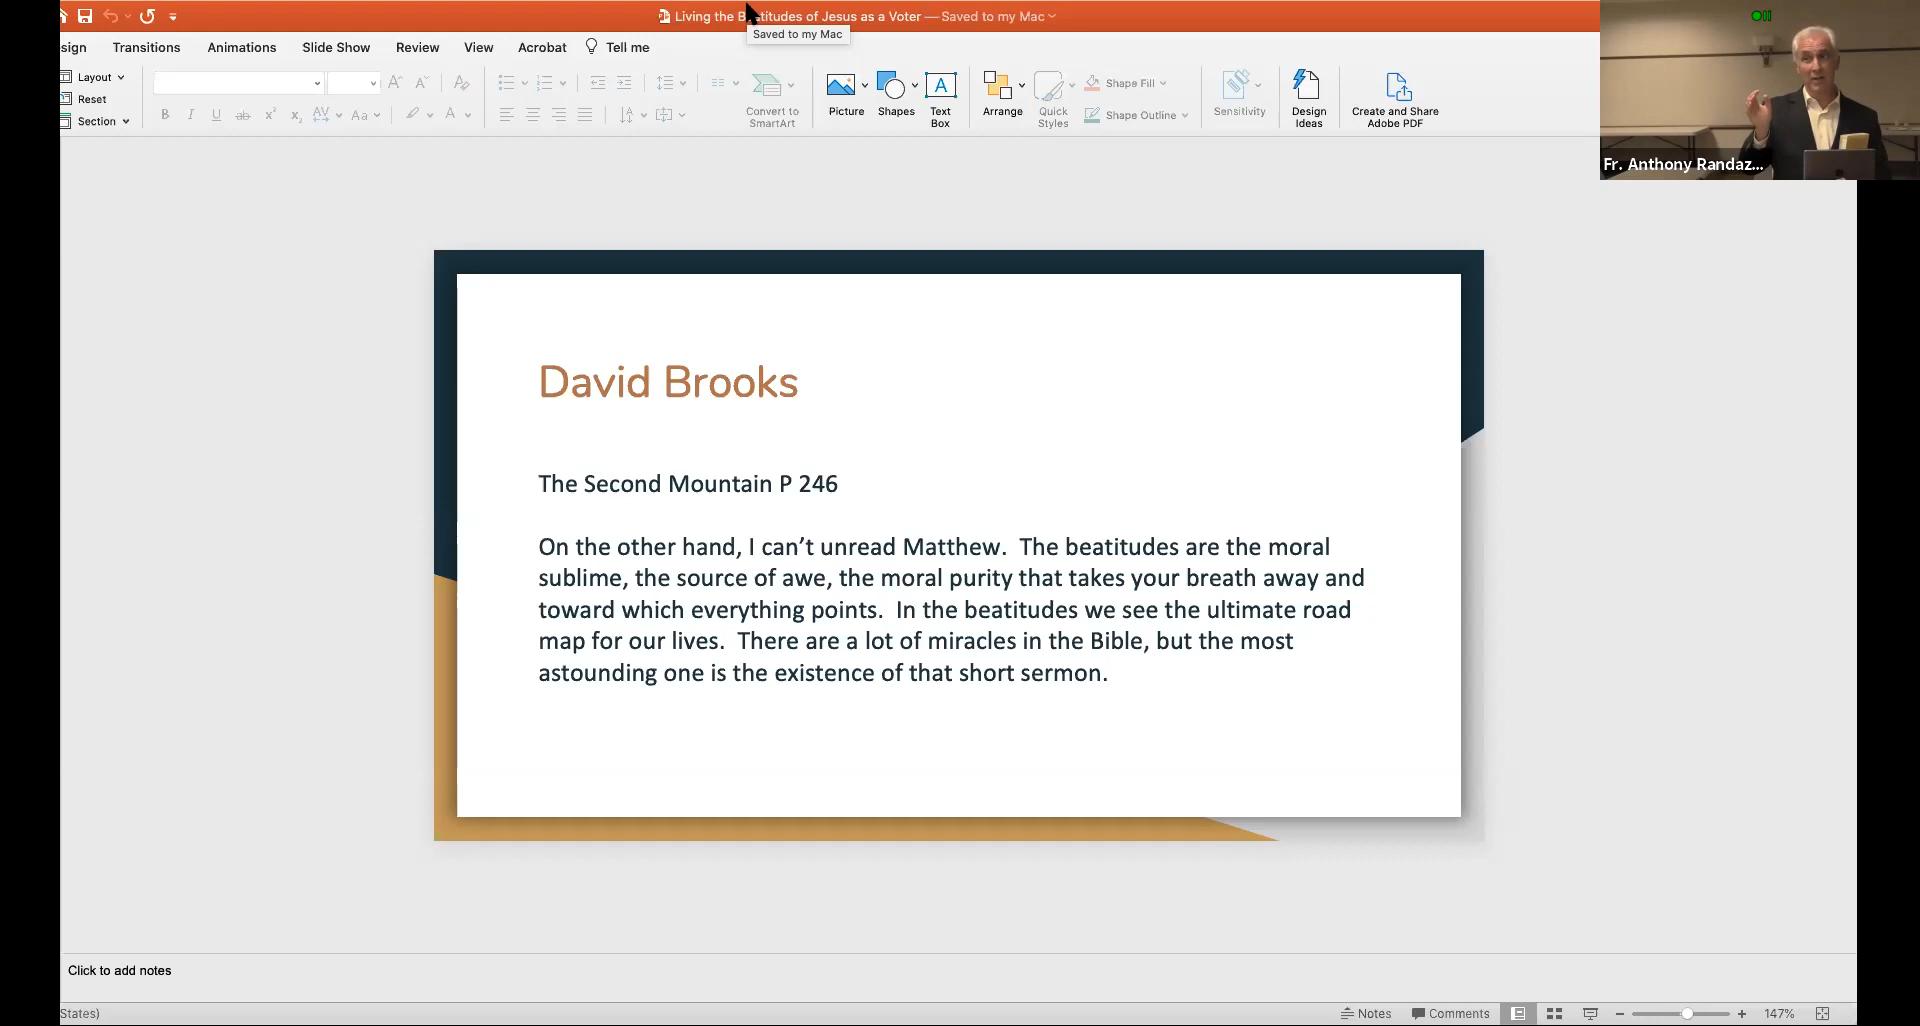 Living the Beatitudes of Jesus as a Voter — Saved to my Mac
Saved to my Mac
sign Transitions Animations Slide Show Review View Acrobat Tell me
Layout
Reset
Section
Convert to SmartArt
Picture
Shapes
Text Box
Arrange
Quick Styles
Shape Fill
Shape Outline
Sensitivity
Design Ideas
Create and Share Adobe PDF
Fr. Anthony Randaz...
David Brooks
The Second Mountain P 246
On the other hand, I can’t unread Matthew. The beatitudes are the moral
sublime, the source of awe, the moral purity that takes your breath away and
toward which everything points. In the beatitudes we see the ultimate road
map for our lives. There are a lot of miracles in the Bible, but the most
astounding one is the existence of that short sermon.
Click to add notes
States)
Notes Comments 147%